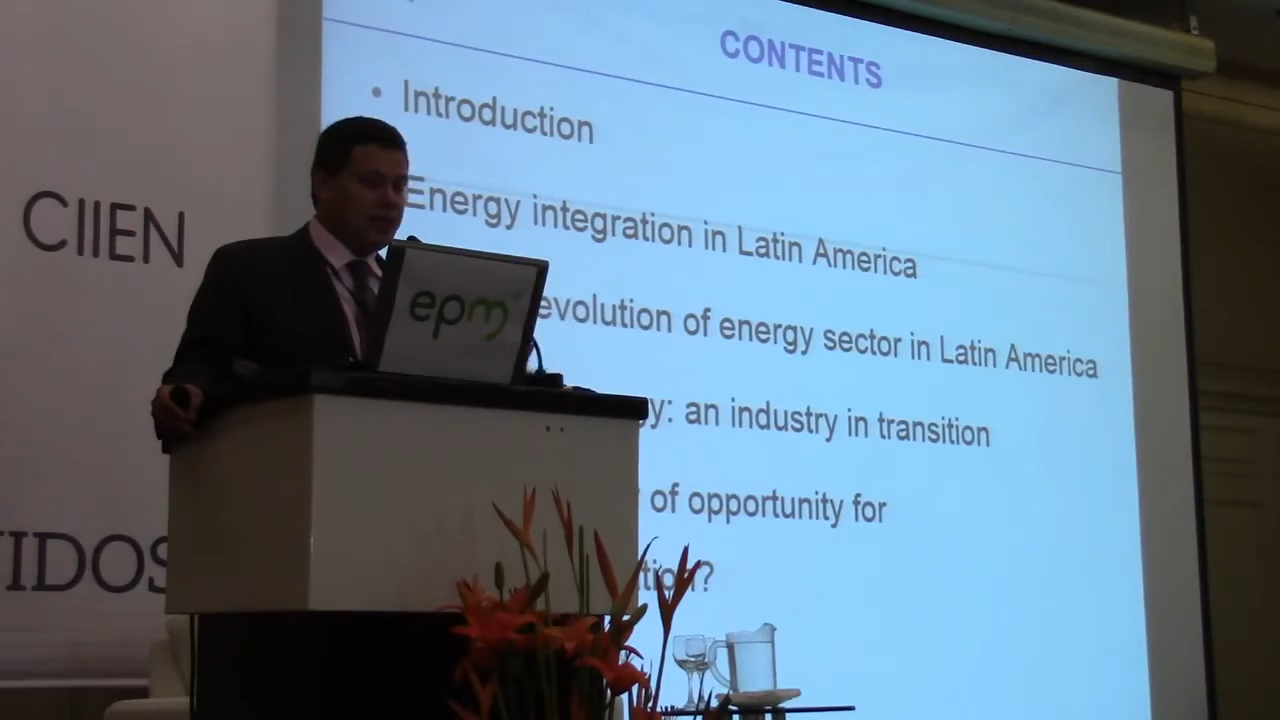 CONTENTS
• Introduction
Energy integration in Latin America
evolution of energy sector in Latin America
an industry in transition
of opportunity for
CIIEN
epm